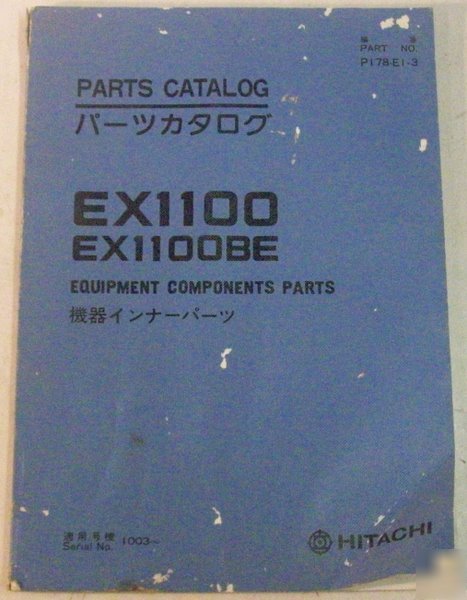 PART NO.
P178-E1-3
PARTS CATALOG
パーツカタログ
EX1100
EX1100BE
EQUIPMENT COMPONENTS PARTS
機器インナーパーツ
適用号機
Serial No. 1003~
HITACHI